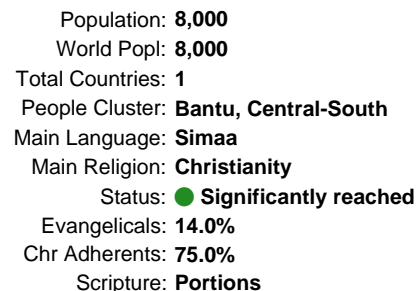 Population: 8,000
World Popl: 8,000
Total Countries: 1
People Cluster: Bantu, Central-South
Main Language: Simaa
Main Religion: Christianity
Status: Significantly reached
Evangelicals: 14.0%
Chr Adherents: 75.0%
Scripture: Portions